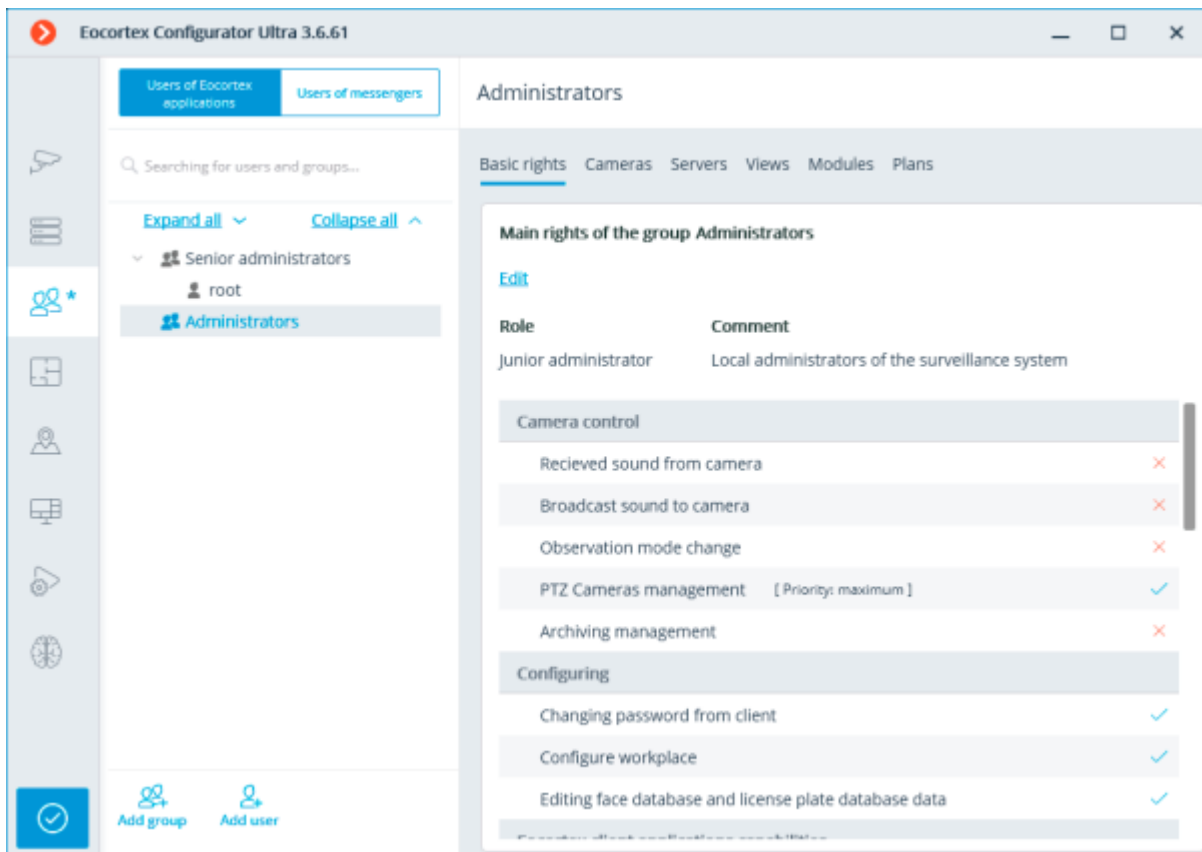 Eocortex Configurator Ultra 3.6.61
Users of Eocortex
applications
Users of messengers
Administrators
Searching for users and groups...
Basic rights Cameras Servers Views Modules Plans
Expand all
Collapse all
Senior administrators
root
Administrators
Main rights of the group Administrators
Edit
Role Comment
Junior administrator Local administrators of the surveillance system
Camera control
Recieved sound from camera
Broadcast sound to camera
Observation mode change
PTZ Cameras management [ Priority: maximum ]
Archiving management
Configuring
Changing password from client
Configure workplace
Editing face database and license plate database data
Eocortex client applications capabilities
Add group
Add user